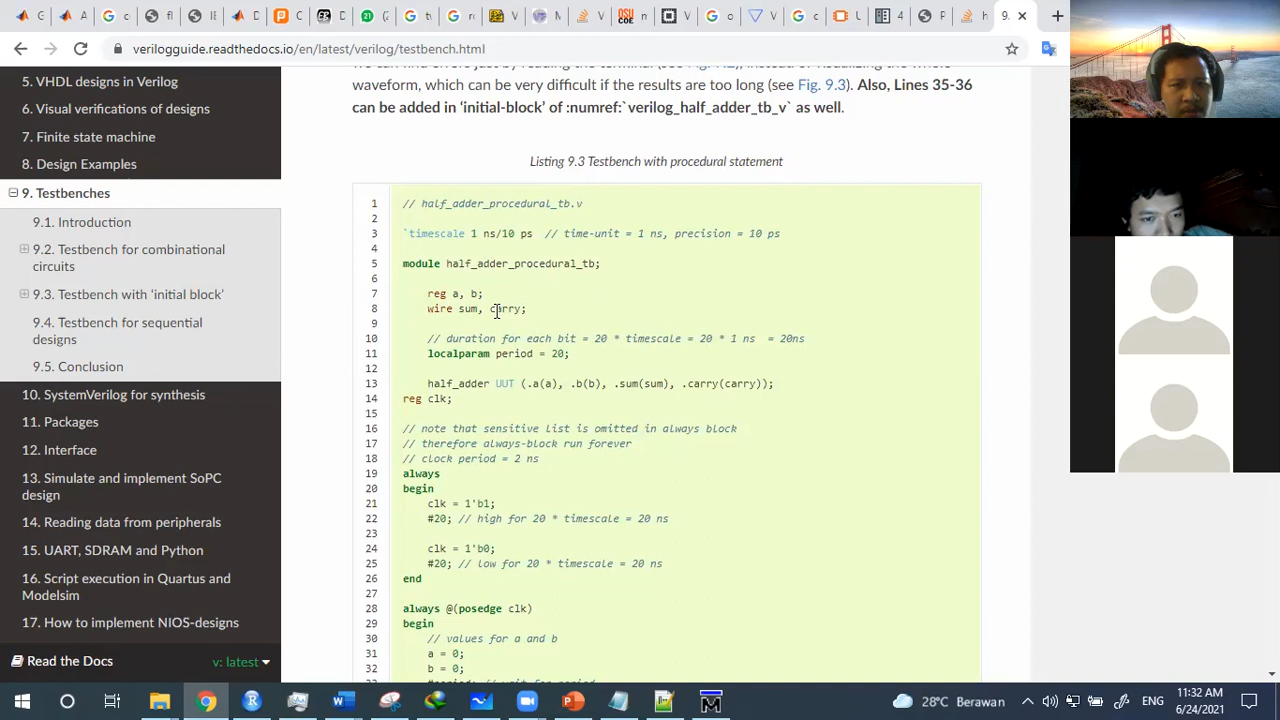 verilogguide.readthedocs.io/en/latest/verilog/testbench.html
9.
5. VHDL designs in Verilog
6. Visual verifications of designs
7. Finite state machine
8. Design Examples
9. Testbenches
9.1. Introduction
9.2. Testbench for combinational
circuits
9.3. Testbench with ‘initial block’
9.4. Testbench for sequential
designs
9.5. Conclusion
10. SystemVerilog for synthesis
11. Packages
12. Interface
13. Simulate and implement SoPC
design
14. Reading data from peripherals
15. UART, SDRAM and Python
16. Script execution in Quartus and
Modelsim
17. How to implement NIOS-designs
Read the Docs
v: latest
waveform, which can be very difficult if the results are too long (see Fig. 9.3). Also, Lines 35-36
can be added in ‘initial-block’ of :numref:`verilog_half_adder_tb_v` as well.
Listing 9.3 Testbench with procedural statement
1 // half_adder_procedural_tb.v
2
3 `timescale 1 ns/10 ps // time-unit = 1 ns, precision = 10 ps
4
5 module half_adder_procedural_tb;
6
7 reg a, b;
8 wire sum, carry;
9
10 // duration for each bit = 20 * timescale = 20 * 1 ns = 20ns
11 localparam period = 20;
12
13 half_adder UUT (.a(a), .b(b), .sum(sum), .carry(carry));
14 reg clk;
15
16 // note that sensitive list is omitted in always block
17 // therefore always-block run forever
18 // clock period = 2 ns
19 always
20 begin
21 clk = 1'b1;
22 #20; // high for 20 * timescale = 20 ns
23
24 clk = 1'b0;
25 #20; // low for 20 * timescale = 20 ns
26 end
27
28 always @(posedge clk)
29 begin
30 // values for a and b
31 a = 0;
32 b = 0;
28°C Berawan
ENG
11:32 AM
6/24/2021